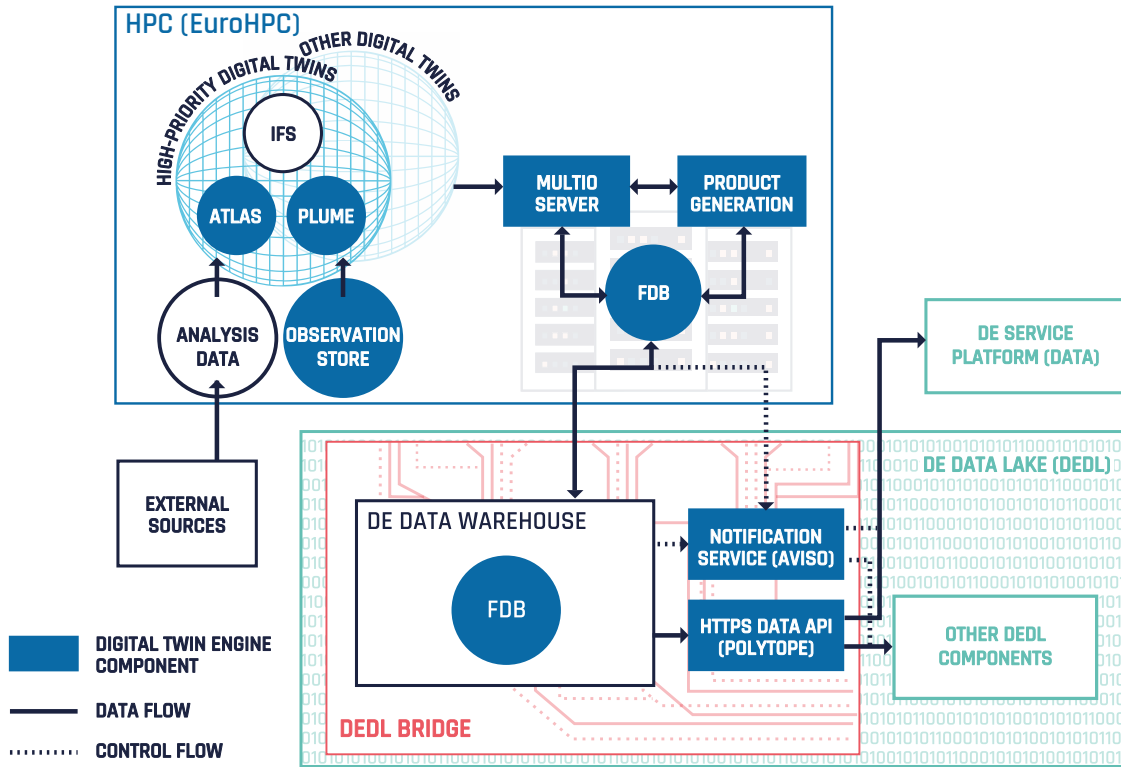 HPC (EuroHPC)
OTHER DIGITAL TWINS
HIGH-PRIORITY DIGITAL TWINS
IFS
ATLAS
PLUME
MULTIO
SERVER
PRODUCT
GENERATION
FDB
ANALYSIS
DATA
OBSERVATION
STORE
DE SERVICE
PLATFORM (DATA)
EXTERNAL
SOURCES
DE DATA LAKE (DEDL)
DE DATA WAREHOUSE
FDB
NOTIFICATION
SERVICE (AVISO)
HTTPS DATA API
(POLYTOPE)
OTHER DEDL
COMPONENTS
DEDL BRIDGE
DIGITAL TWIN ENGINE
COMPONENT
DATA FLOW
CONTROL FLOW